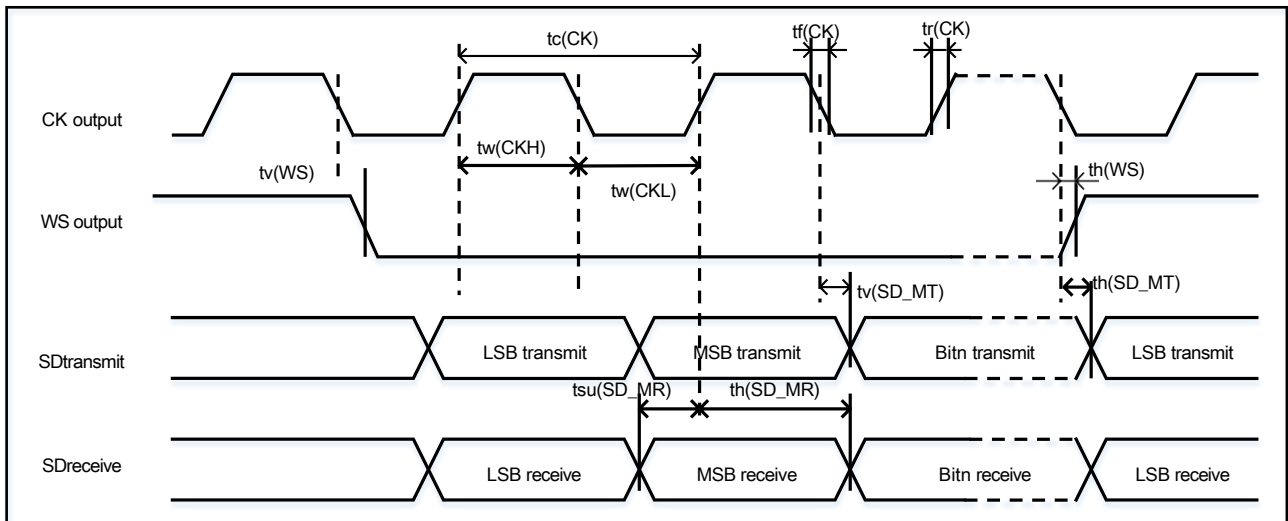 tc(CK)
tf(CK)
tr(CK)
CK output
tw(CKH)
tw(CKL)
tv(WS)
th(WS)
WS output
tv(SD_MT)
th(SD_MT)
SDtransmit
LSB transmit
MSB transmit
Bitn transmit
LSB transmit
tsu(SD_MR)
th(SD_MR)
SDreceive
LSB receive
MSB receive
Bitn receive
LSB receive